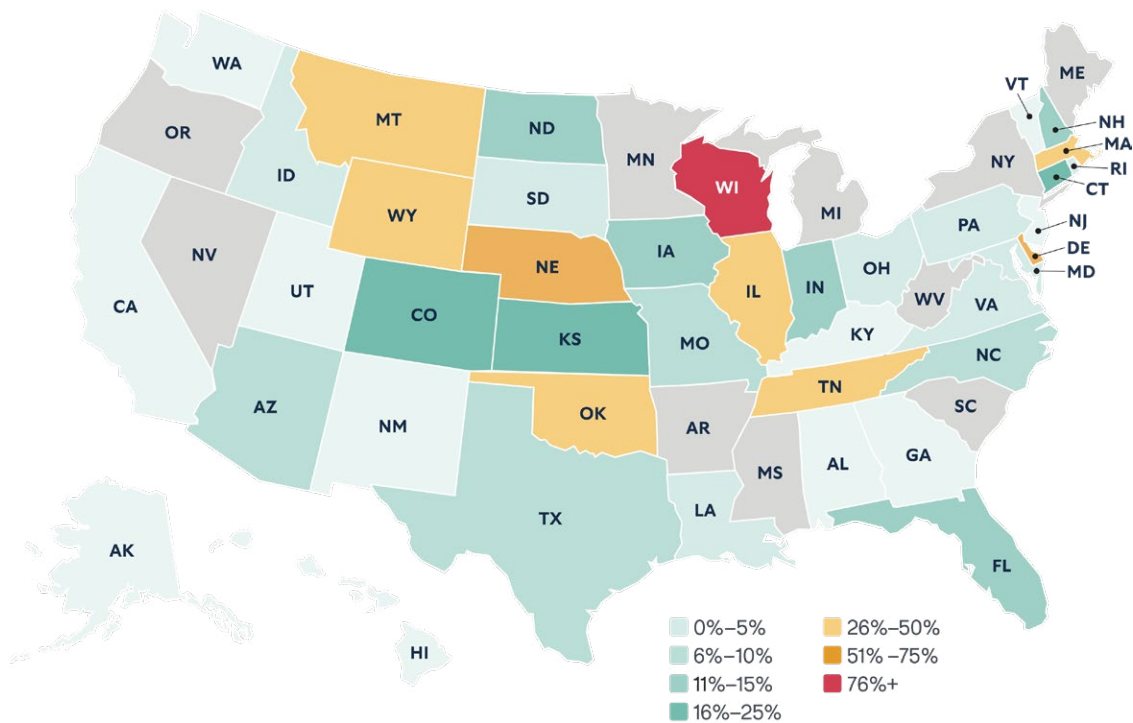 WA
VT
ME
MT
ND
NH
OR
MN
MA
ID
WI
NY
RI
SD
CT
WY
MI
PA
NJ
IA
NE
DE
NV
OH
MD
UT
IL
IN
CA
CO
WV
VA
KS
MO
KY
NC
TN
AZ
OK
SC
NM
AR
GA
AL
MS
LA
TX
AK
FL
HI
0%–5%
26%–50%
6%–10%
51% –75%
11%–15%
76%+
16%–25%